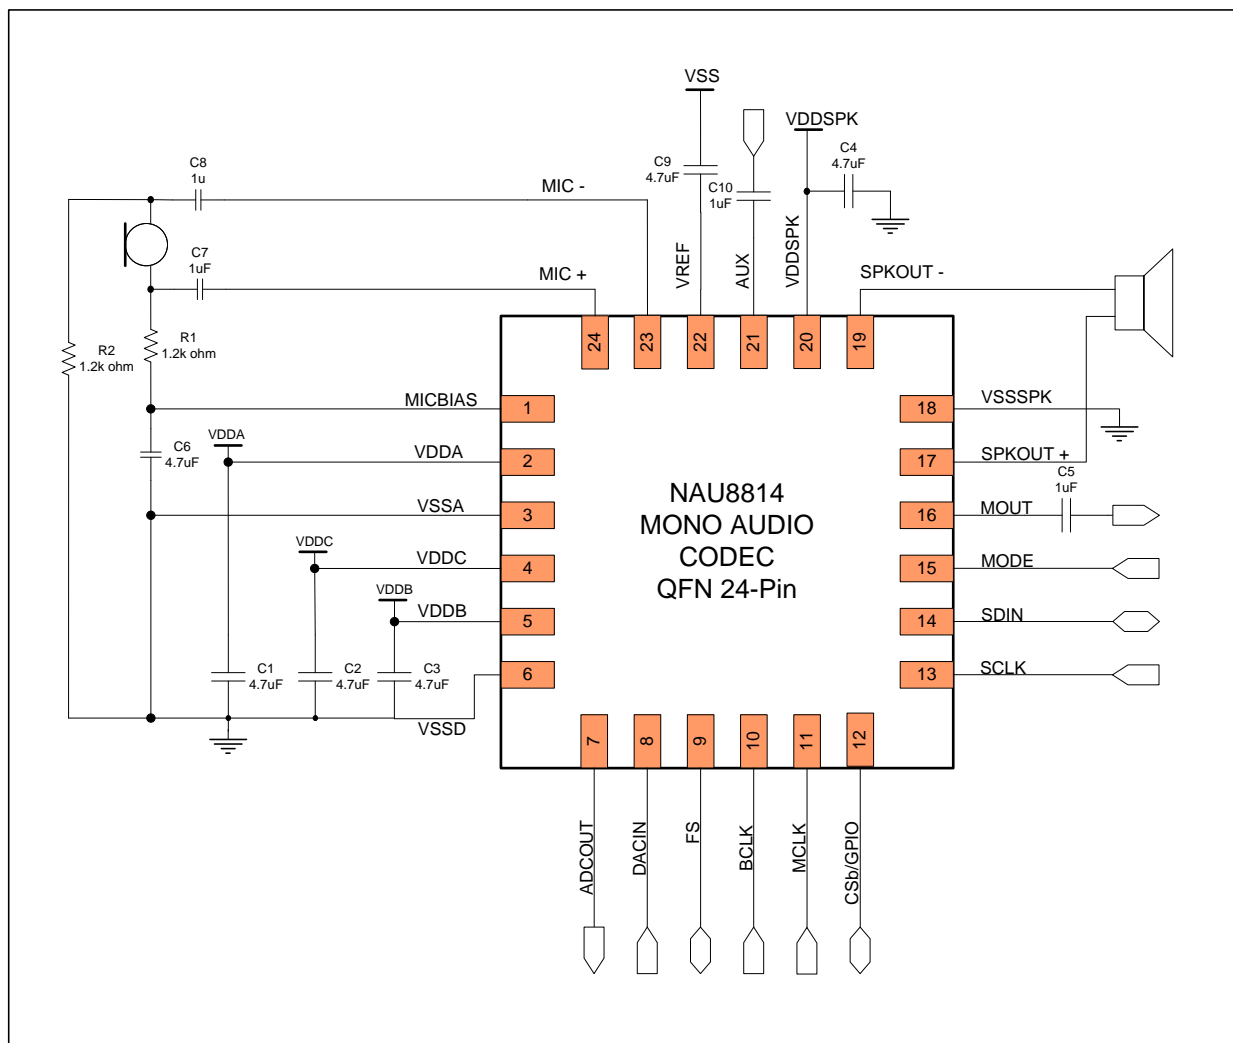 VSS
VDDSPK
C4
4.7uF
C9
4.7uF
C10
1uF
C8
1u
MIC -
C7
1uF
MIC +
VREF
AUX
VDDSPK
SPKOUT -
R2
1.2k ohm
R1
1.2k ohm
24
23
22
21
20
19
MICBIAS
1
18
VSSSPK
VDDA
C6
4.7uF
VDDA
2
17
SPKOUT +
C5
1uF
VSSA
3
16
MOUT
VDDC
VDDC
4
15
MODE
VDDB
VDDB
5
14
SDIN
C1
4.7uF
C2
4.7uF
C3
4.7uF
6
13
SCLK
VSSD
NAU8814
MONO AUDIO
CODEC
QFN 24-Pin
7
8
9
10
11
12
ADCOUT
DACIN
FS
BCLK
MCLK
CSb/GPIO